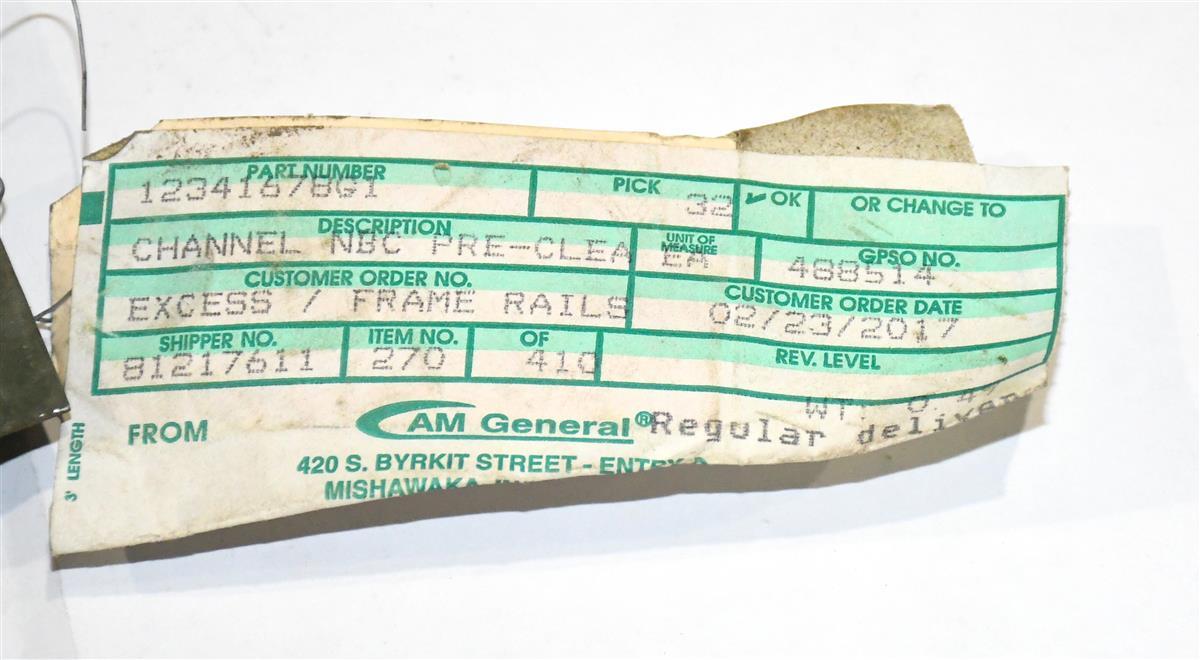 PART NUMBER PICK OK OR CHANGE TO
12341678G1 32
DESCRIPTION UNIT OF MEASURE GPSO NO.
CHANNEL NBC PRE-CLEA EA 488514
CUSTOMER ORDER NO. CUSTOMER ORDER DATE
EXCESS / FRAME RAILS 02/23/2017
SHIPPER NO. ITEM NO. OF REV. LEVEL
81217611 270 410
3' LENGTH
FROM
AM General®
Regular
420 S. BYRKIT STREET -
MISHAWAKA,